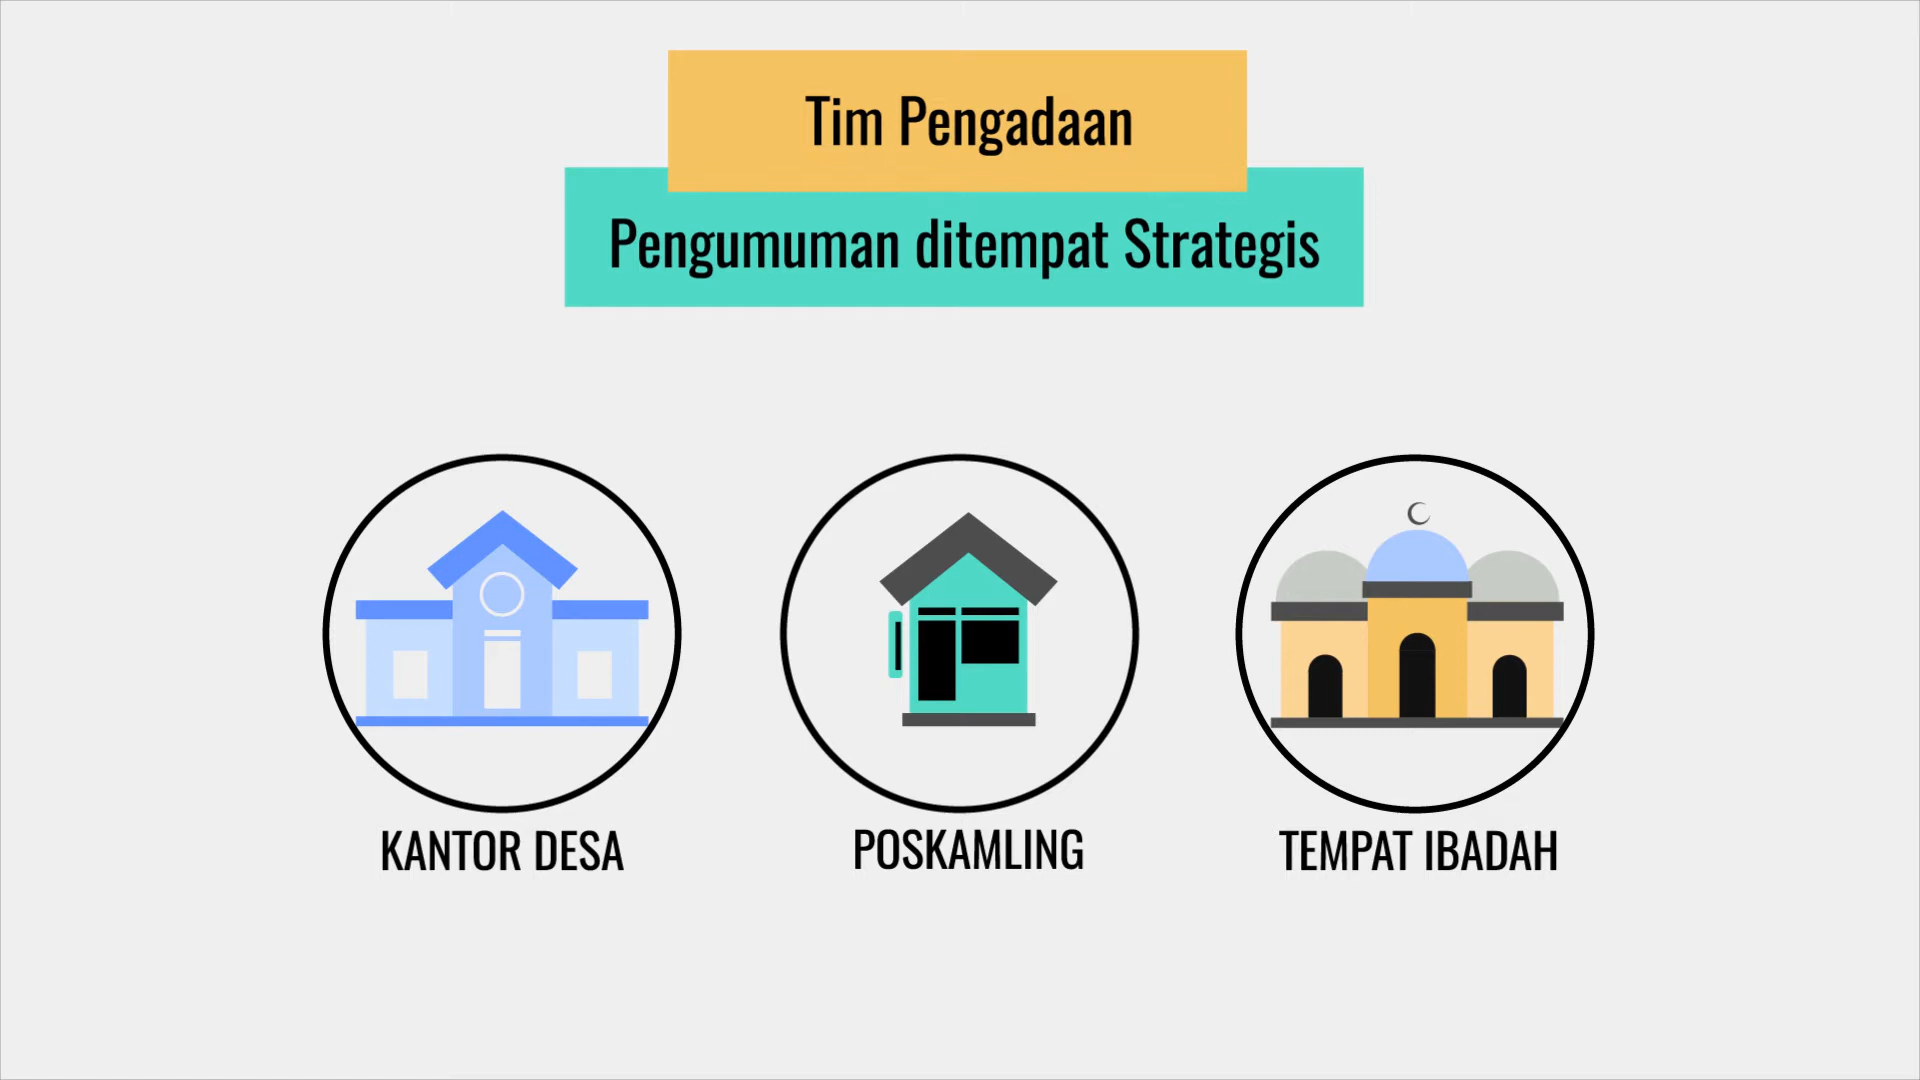 Tim Pengadaan
Pengumuman ditempat Strategis
KANTOR DESA
POSKAMLING
TEMPAT IBADAH